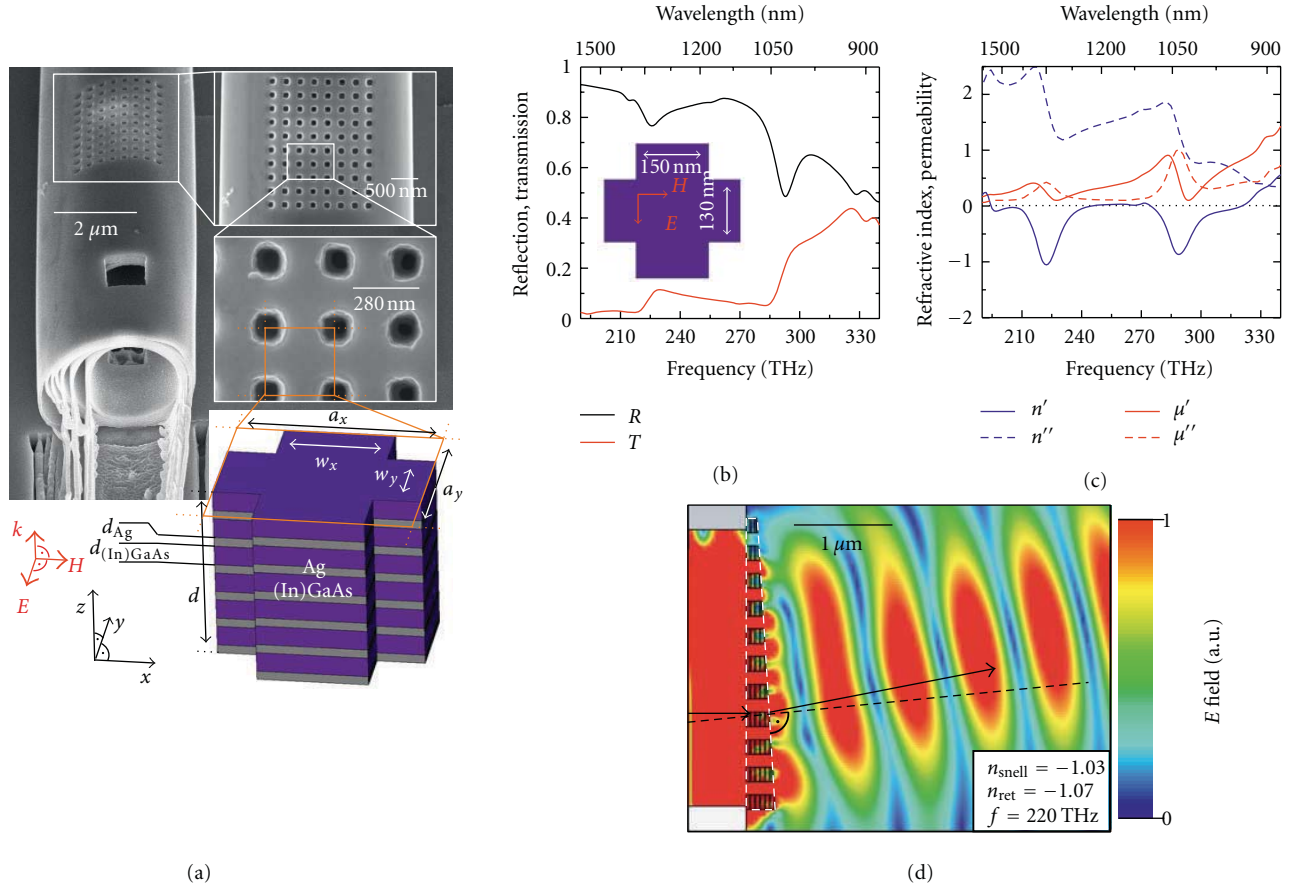 2 µm
500 nm
280 nm
a_x
w_x
w_y
a_y
d_Ag
d_(In)GaAs
d
Ag
(In)GaAs
k
H
E
z
y
x
(a)
Wavelength (nm)
1500 1200 1050 900
Reflection, transmission
1
0.8
0.6
0.4
0.2
0
150 nm
130 nm
H
E
210 240 270 300 330
Frequency (THz)
R
T
(b)
Wavelength (nm)
1500 1200 1050 900
Refractive index, permeability
2
1
0
−1
−2
210 240 270 300 330
Frequency (THz)
n′ µ′
n′′ µ′′
(c)
1 µm
n_snell = −1.03
n_ret = −1.07
f = 220 THz
1
0
E field (a.u.)
(d)